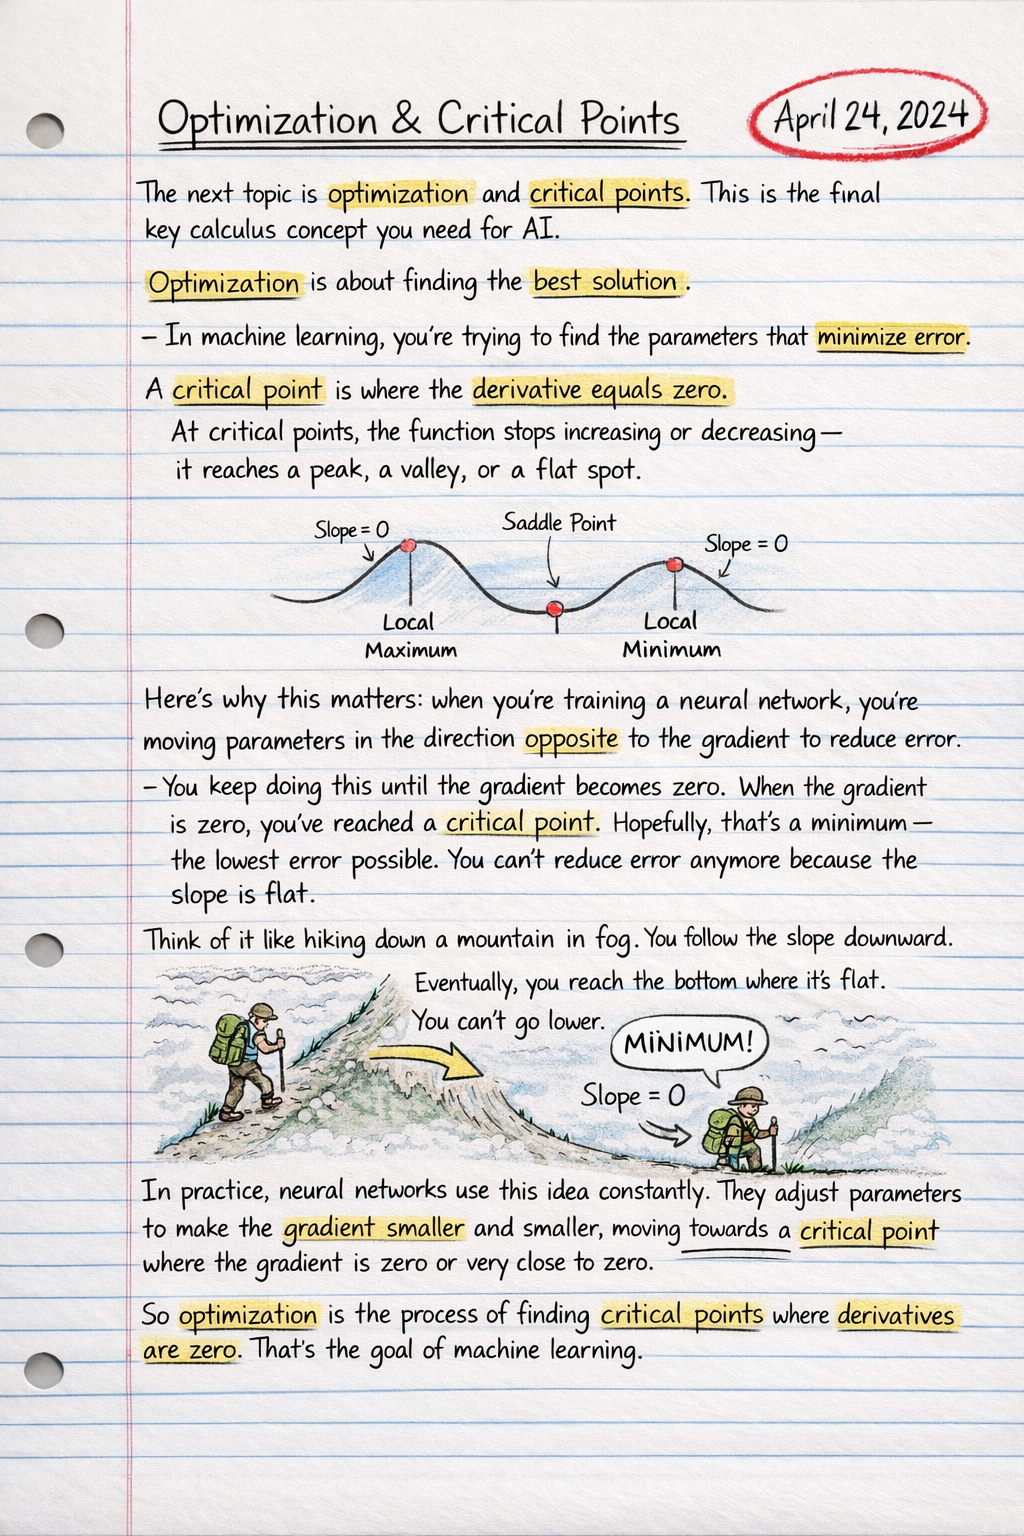 Optimization & Critical Points
April 24, 2024
The next topic is optimization and critical points. This is the final
key calculus concept you need for AI.
Optimization is about finding the best solution.
– In machine learning, you're trying to find the parameters that minimize error.
A critical point is where the derivative equals zero.
At critical points, the function stops increasing or decreasing—
it reaches a peak, a valley, or a flat spot.
Slope = 0
Saddle Point
Slope = 0
Local
Maximum
Local
Minimum
Here's why this matters: when you're training a neural network, you're
moving parameters in the direction opposite to the gradient to reduce error.
– You keep doing this until the gradient becomes zero. When the gradient
is zero, you've reached a critical point. Hopefully, that's a minimum—
the lowest error possible. You can't reduce error anymore because the
slope is flat.
Think of it like hiking down a mountain in fog. You follow the slope downward.
Eventually, you reach the bottom where it's flat.
You can't go lower.
MINIMUM!
Slope = 0
In practice, neural networks use this idea constantly. They adjust parameters
to make the gradient smaller and smaller, moving towards a critical point
where the gradient is zero or very close to zero.
So optimization is the process of finding critical points where derivatives
are zero. That's the goal of machine learning.